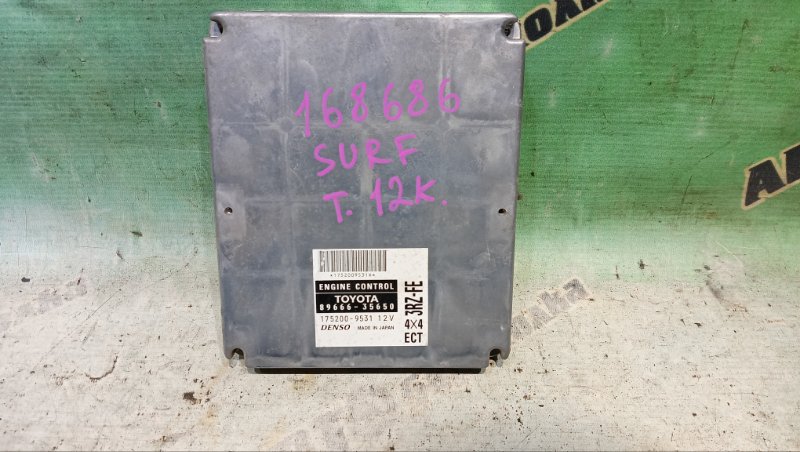 168686
SURF
T. 12K.
*1752009531X*
ENGINE CONTROL
TOYOTA
89666-35650
175200-9531 12V
DENSO MADE IN JAPAN
3RZ-FE
4×4
ECT